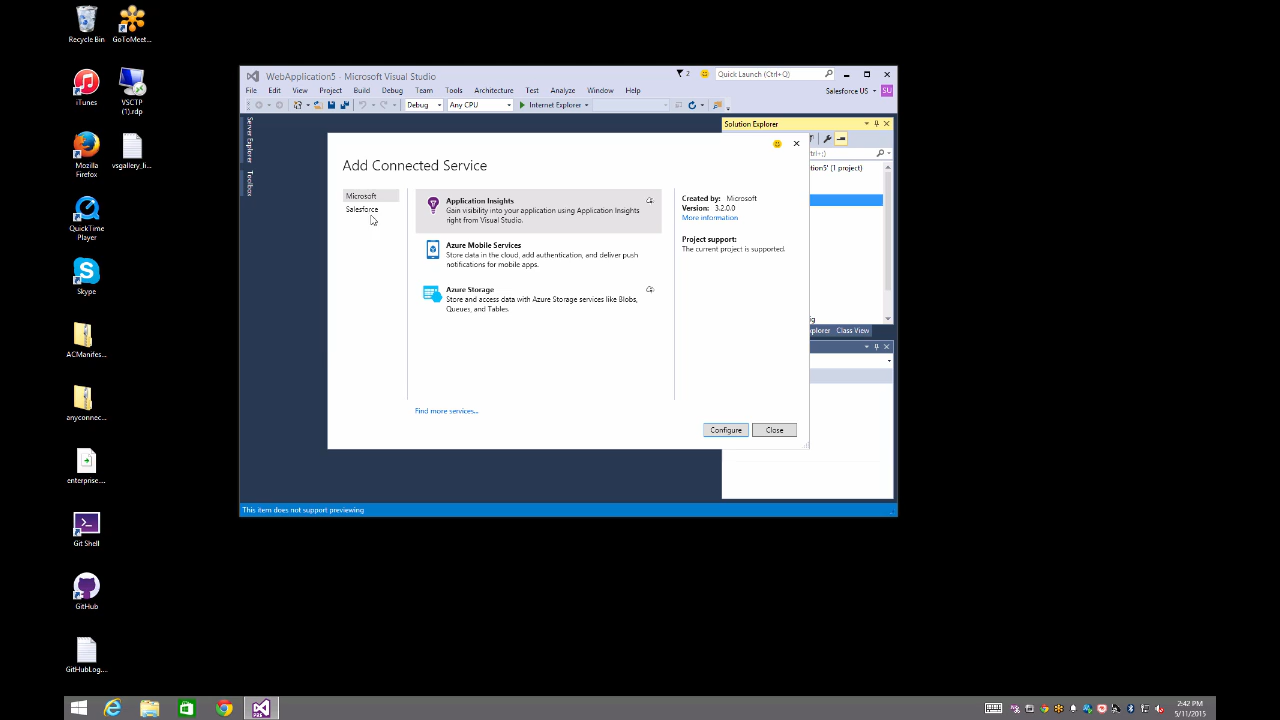 Recycle Bin
GoToMeet...
iTunes
VSCTP
(1).rdp
Mozilla
Firefox
vsgallery_li...
QuickTime
Player
Skype
ACManifes...
anyconnec...
enterprise....
Git Shell
GitHub
GitHubLog....
WebApplication5 - Microsoft Visual Studio
2
Quick Launch (Ctrl+Q)
File Edit View Project Build Debug Team Tools Architecture Test Analyze Window Help
Salesforce US
SU
Debug
Any CPU
Internet Explorer
Server Explorer
Toolbox
Solution Explorer
(1 project)
Class View
Add Connected Service
Microsoft
Salesforce
Application Insights
Gain visibility into your application using Application Insights
right from Visual Studio.
Azure Mobile Services
Store data in the cloud, add authentication, and deliver push
notifications for mobile apps.
Azure Storage
Store and access data with Azure Storage services like Blobs,
Queues, and Tables
Created by: Microsoft
Version: 3.2.0.0
More information
Project support:
The current project is supported.
Find more services...
Configure
Close
This item does not support previewing
2:42 PM
5/11/2015